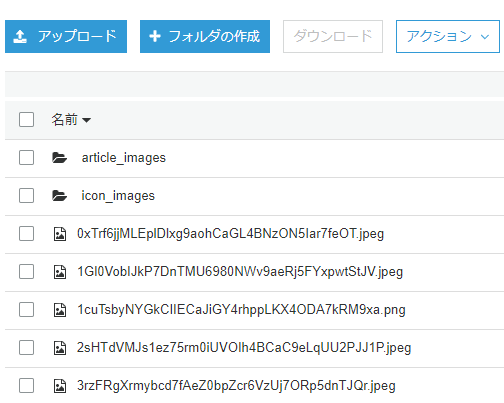 アップロード
フォルダの作成
ダウンロード
アクション
名前
article_images
icon_images
0xTrf6jjMLEpIDlxg9aohCaGL4BNzON5Iar7feOT.jpeg
1GI0VobIJkP7DnTMU6980NWv9aeRj5FYxpwtStJV.jpeg
1cuTsbyNYGkCIIECaJiGY4rhppLKX4ODA7kRM9xa.png
2sHTdVMJs1ez75rm0iUVOIh4BCaC9eLqUU2PJJ1P.jpeg
3rzFRgXrmybcd7fAeZ0bpZcr6VzUj7ORp5dnTJQr.jpeg